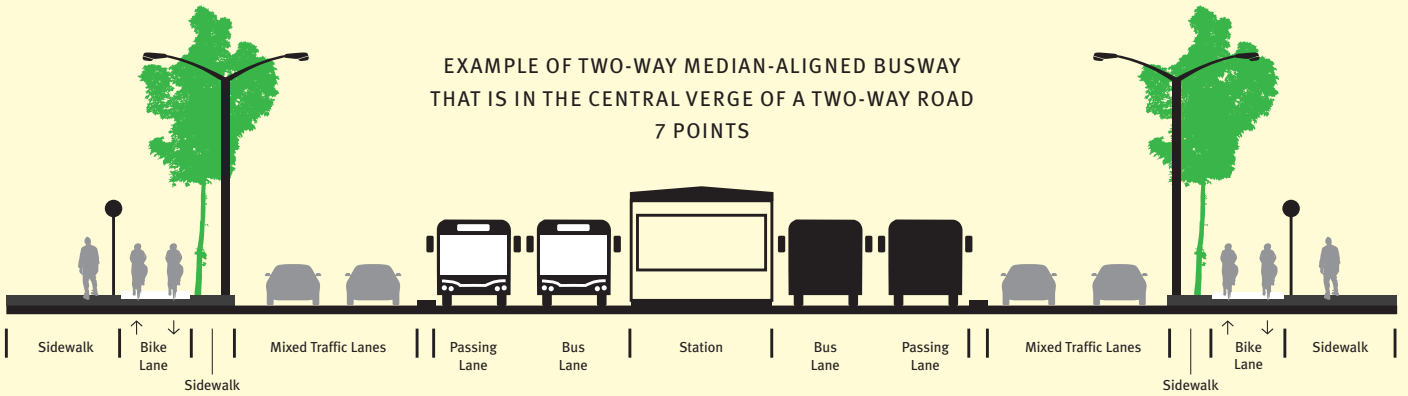 EXAMPLE OF TWO-WAY MEDIAN-ALIGNED BUSWAY
THAT IS IN THE CENTRAL VERGE OF A TWO-WAY ROAD
7 POINTS
Sidewalk
Bike
Lane
Sidewalk
Mixed Traffic Lanes
Passing
Lane
Bus
Lane
Station
Bus
Lane
Passing
Lane
Mixed Traffic Lanes
Sidewalk
Bike
Lane
Sidewalk